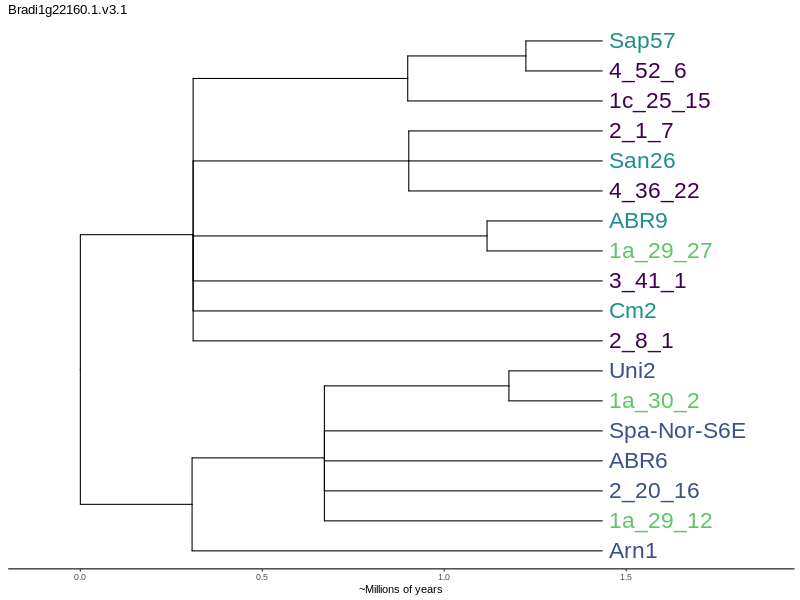 Bradi1g22160.1.v3.1
Sap57
4_52_6
1c_25_15
2_1_7
San26
4_36_22
ABR9
1a_29_27
3_41_1
Cm2
2_8_1
Uni2
1a_30_2
Spa-Nor-S6E
ABR6
2_20_16
1a_29_12
Arn1
0.0 0.5 1.0 1.5
~Millions of years